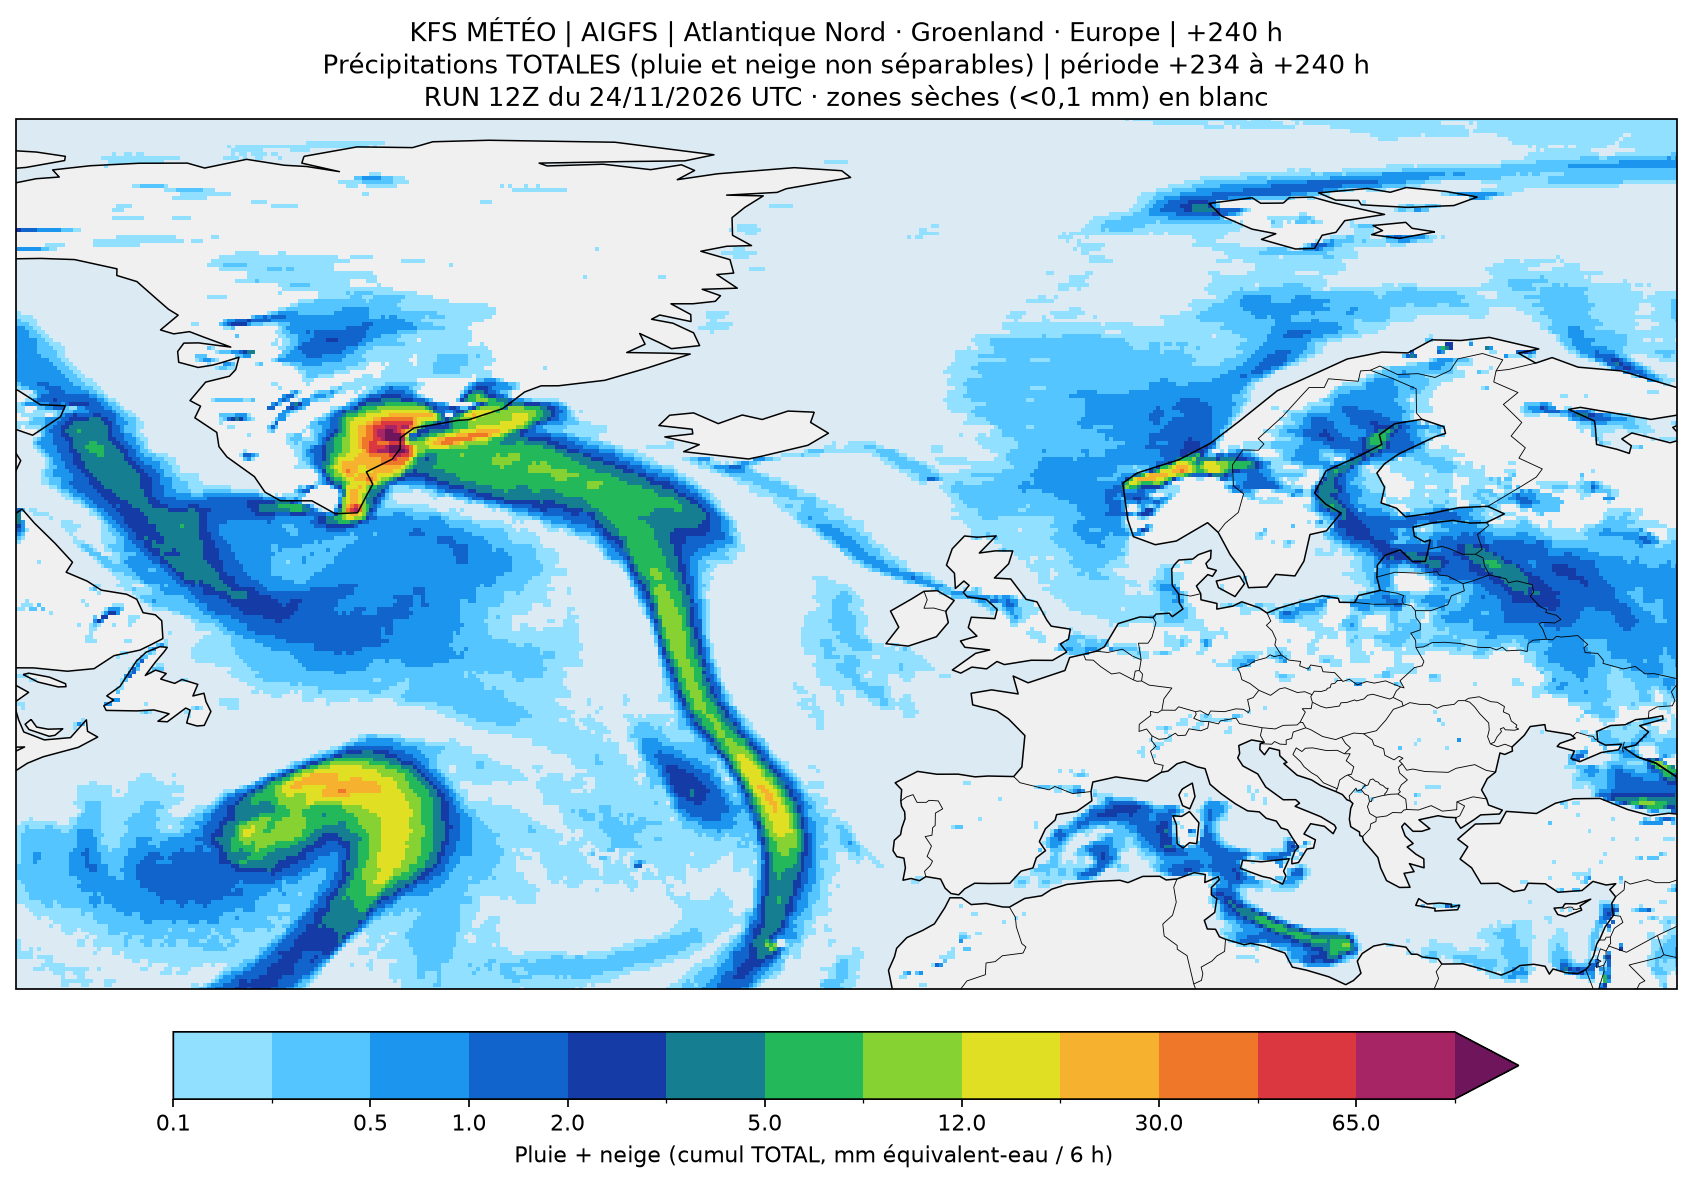 KFS MÉTÉO | AIGFS | Atlantique Nord · Groenland · Europe | +240 h
Précipitations TOTALES (pluie et neige non séparables) | période +234 à +240 h
RUN 12Z du 24/11/2026 UTC · zones sèches (<0,1 mm) en blanc
0.1 0.5 1.0 2.0 5.0 12.0 30.0 65.0
Pluie + neige (cumul TOTAL, mm équivalent-eau / 6 h)